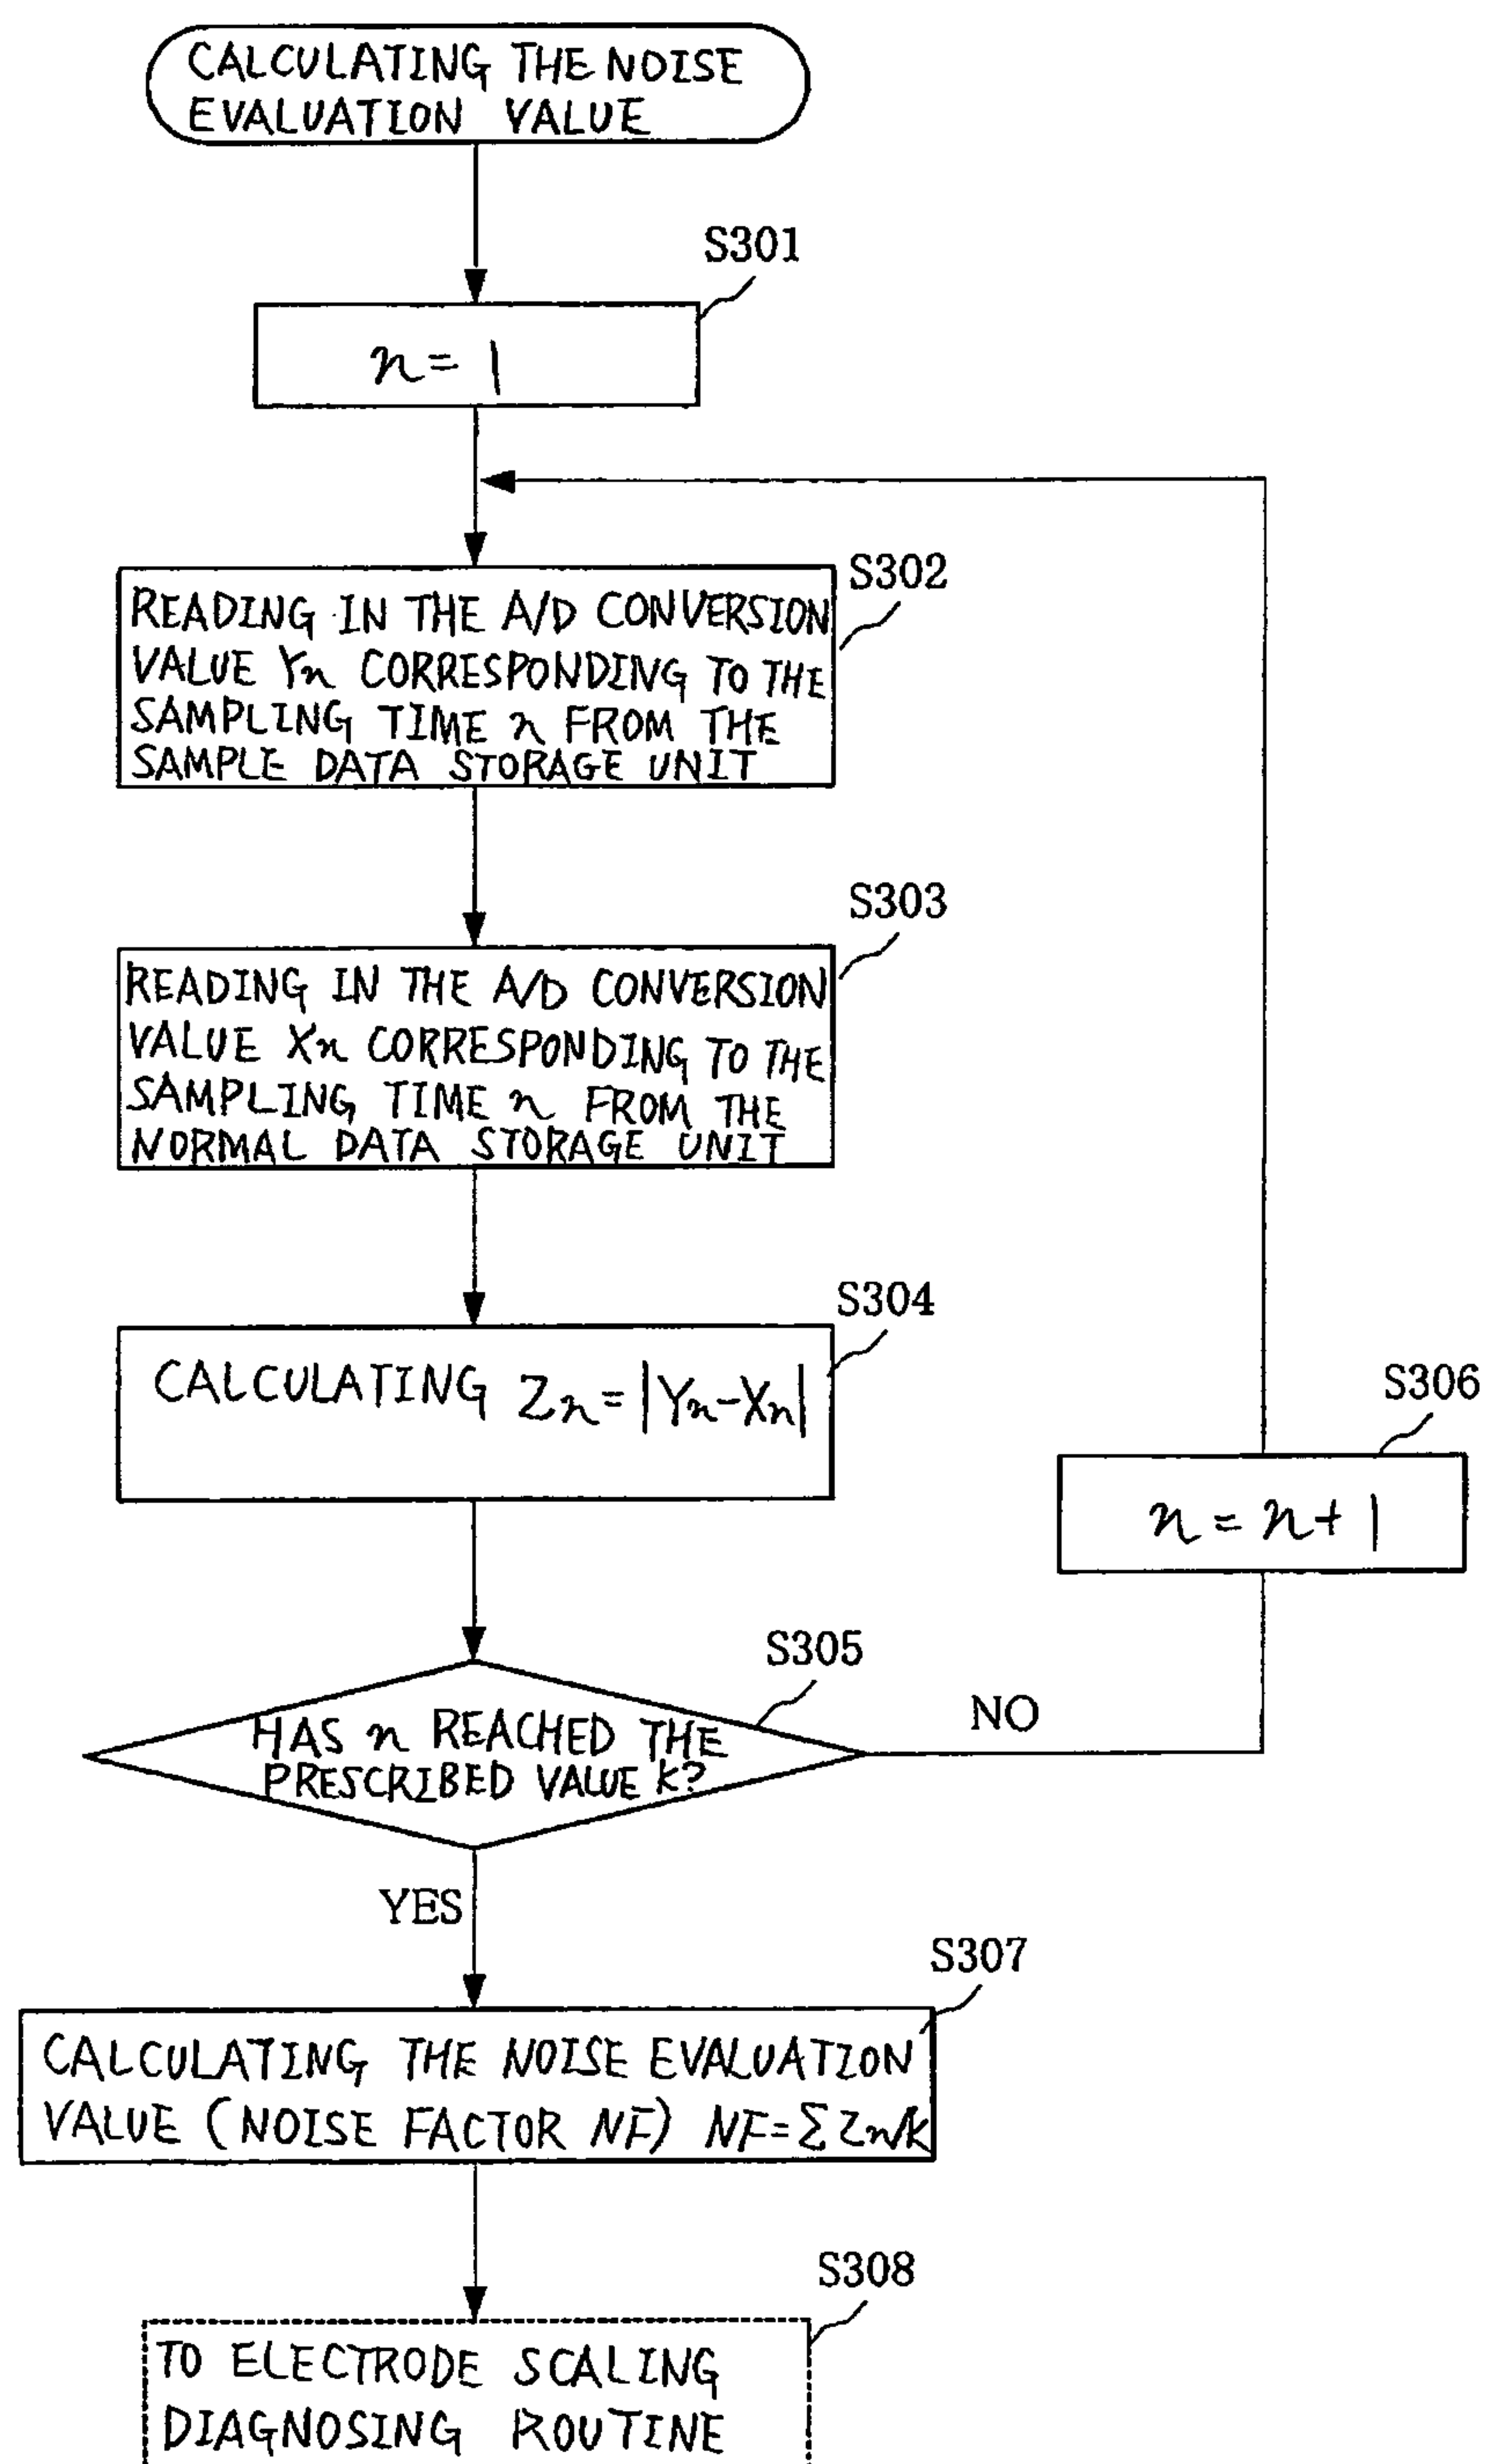 CALCULATING THE NOISE
EVALUATION VALUE
S301
n = 1
S302
READING IN THE A/D CONVERSION
VALUE Yn CORRESPONDING TO THE
SAMPLING TIME n FROM THE
SAMPLE DATA STORAGE UNIT
S303
READING IN THE A/D CONVERSION
VALUE Xn CORRESPONDING TO THE
SAMPLING TIME n FROM THE
NORMAL DATA STORAGE UNIT
S304
CALCULATING Zn = |Yn-Xn|
S306
n = n + 1
S305
HAS n REACHED THE
PRESCRIBED VALUE k?
NO
YES
S307
CALCULATING THE NOISE EVALUATION
VALUE (NOISE FACTOR NF) NF=ΣZn/k
S308
TO ELECTRODE SCALING
DIAGNOSING ROUTINE